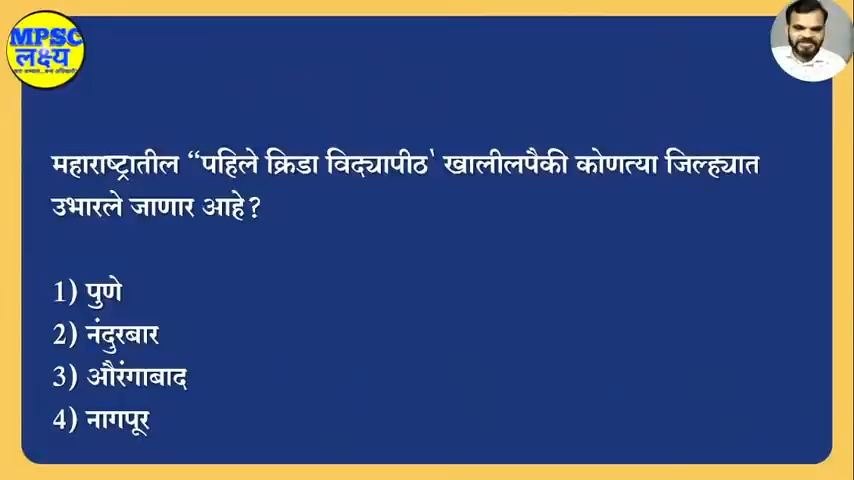 MPSC
लक्ष्य
महाराष्ट्रातील “पहिले क्रिडा विद्यापीठ' खालीलपैकी कोणत्या जिल्ह्यात
उभारले जाणार आहे?
1) पुणे
2) नंदुरबार
3) औरंगाबाद
4) नागपूर